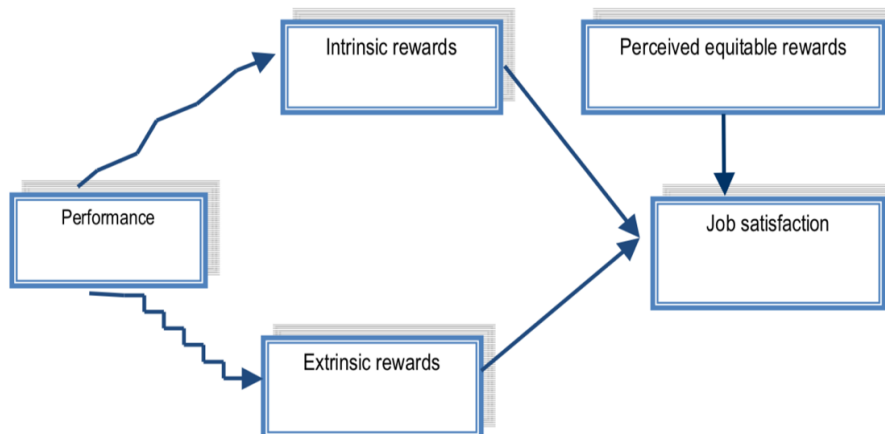 Intrinsic rewards
Perceived equitable rewards
Performance
Job satisfaction
Extrinsic rewards